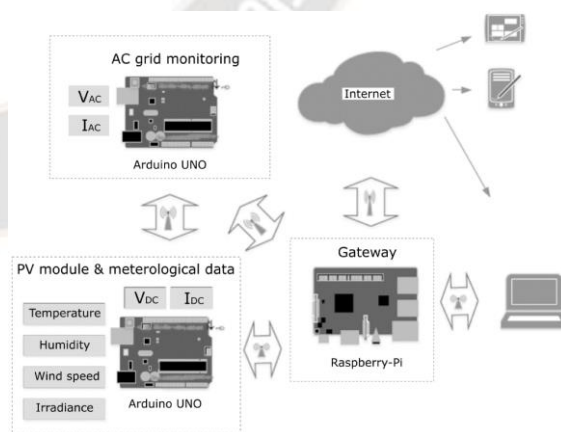 AC grid monitoring
VAC
IAC
Arduino UNO
Internet
PV module & meterological data
VDC IDC
Temperature
Humidity
Wind speed
Irradiance
Arduino UNO
Gateway
Raspberry-Pi